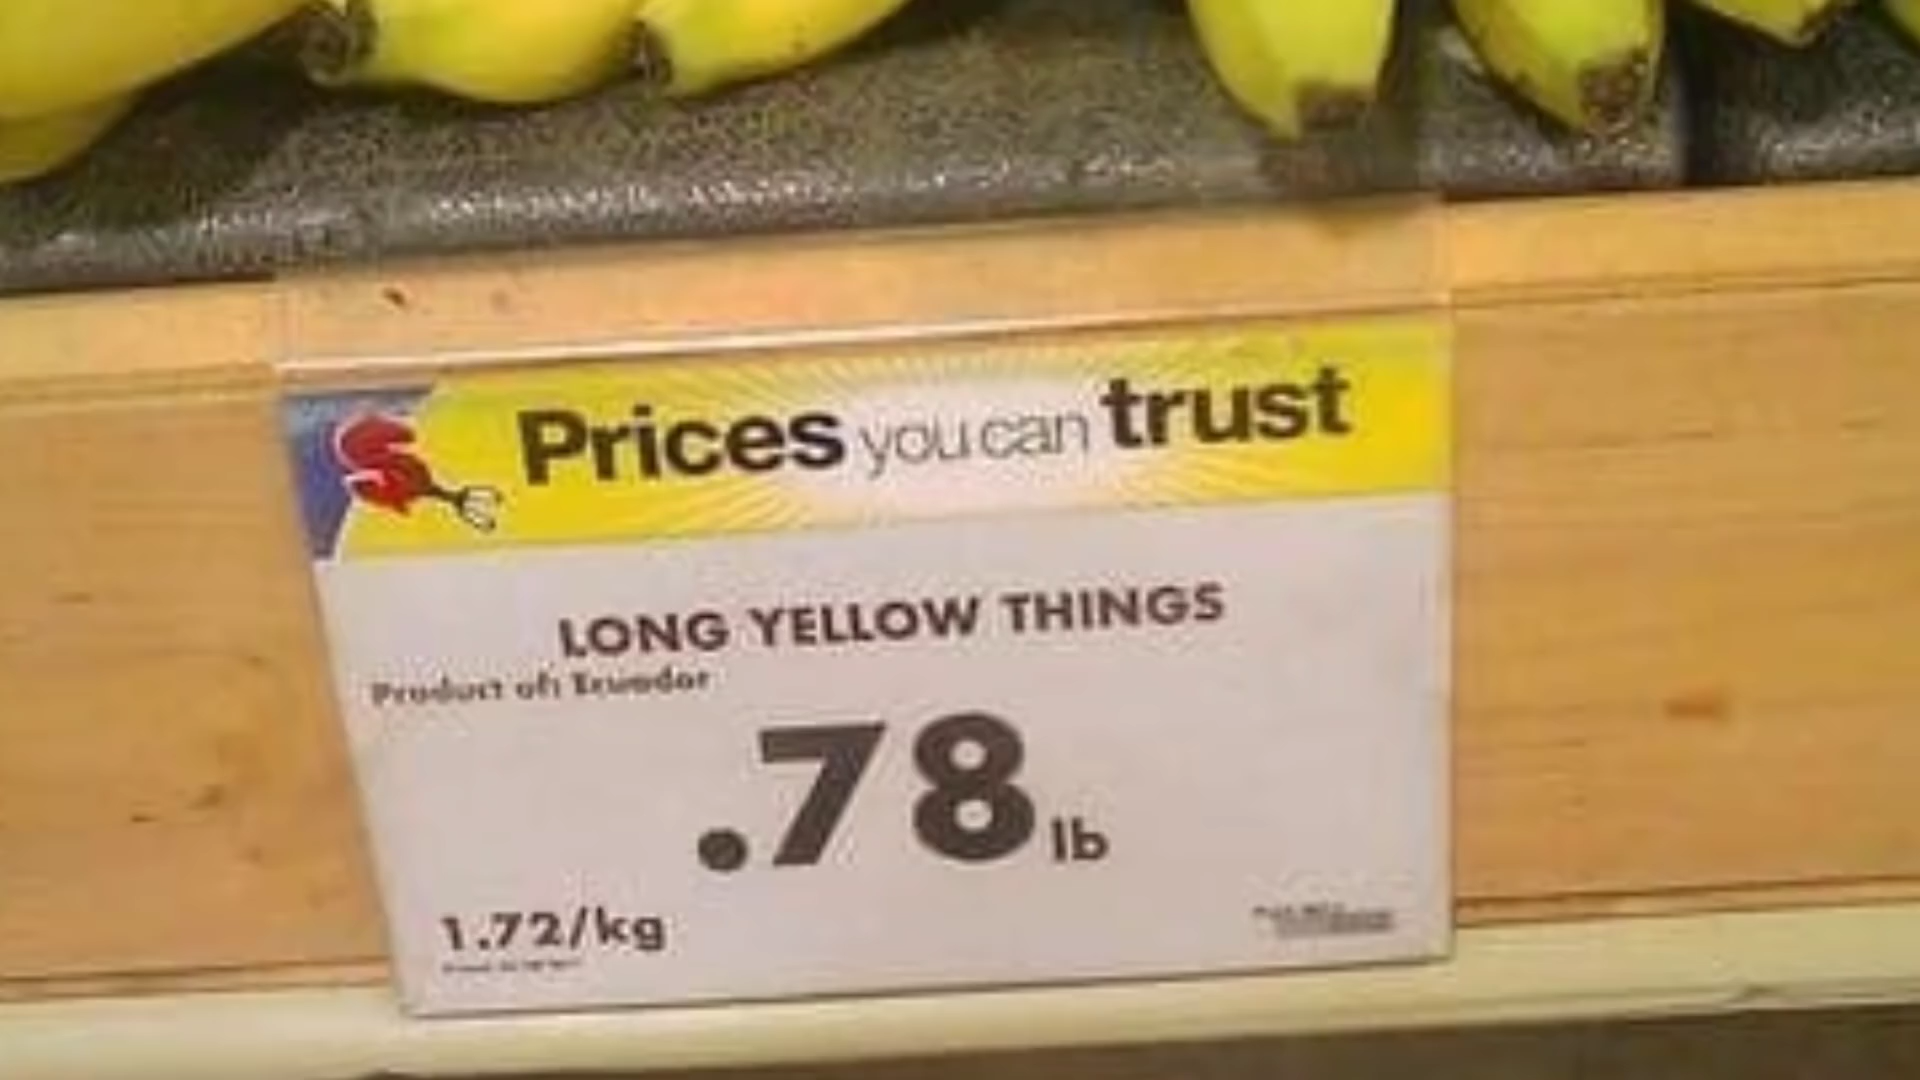 Prices you can trust
LONG YELLOW THINGS
Product of: Ecuador
.78 lb
1.72/kg